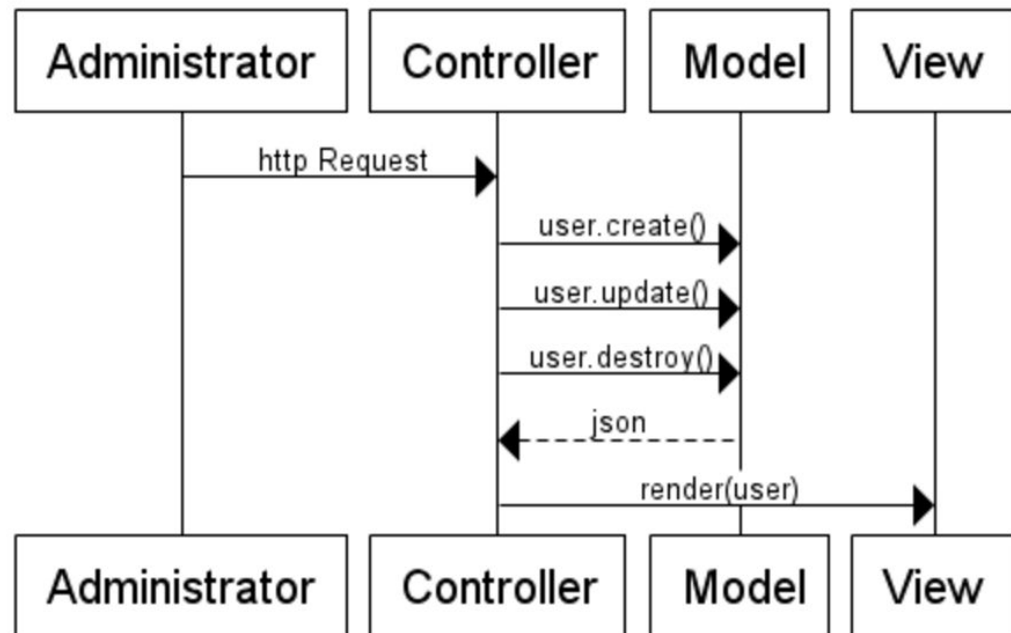 Administrator Controller Model View
http Request
user.create()
user.update()
user.destroy()
json
render(user)
Administrator Controller Model View